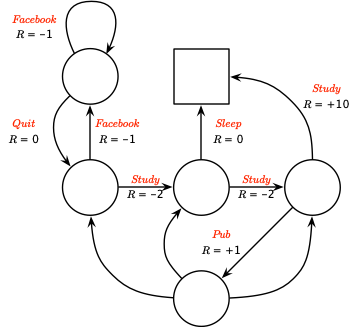 Facebook
R = –1
Study
R = +10
Quit
R = 0
Facebook
R = –1
Sleep
R = 0
Study
R = –2
Study
R = –2
Pub
R = +1